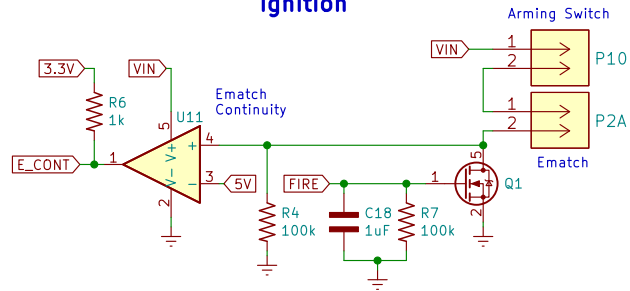 Ignition
Arming Switch
VIN
1
2
P10
3.3V
VIN
R6
1k
Ematch
Continuity
U11
5
V+
4
+
1
2
P2A
Ematch
E_CONT
1
V-
-
3
5V
2
FIRE
1
5
Q1
2
R4
100k
C18
1uF
R7
100k